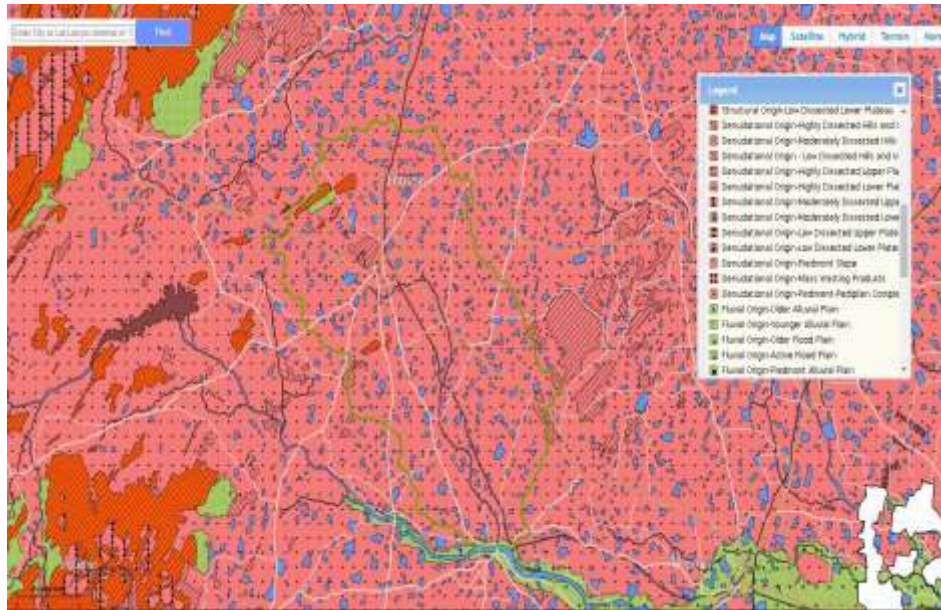 Find
Map Satellite Hybrid Terrain
Legend
Structural Origin-Low Dissected Lower Plateau
Denudational Origin-Highly Dissected Hills and
Denudational Origin-Moderately Dissected Hills
Denudational Origin - Low Dissected Hills and
Denudational Origin-Highly Dissected Upper Pla
Denudational Origin-Highly Dissected Lower Pla
Denudational Origin-Moderately Dissected Uppe
Denudational Origin-Moderately Dissected Lowe
Denudational Origin-Low Dissected Upper Plate
Denudational Origin-Low Dissected Lower Plate
Denudational Origin-Piedmont Slope
Denudational Origin-Mass Wasting Products
Denudational Origin-Pediment-Pediplain Comple
Fluvial Origin-Older Alluvial Plain
Fluvial Origin-Younger Alluvial Plain
Fluvial Origin-Older Flood Plain
Fluvial Origin-Active Flood Plain
Fluvial Origin-Piedmont Alluvial Plain